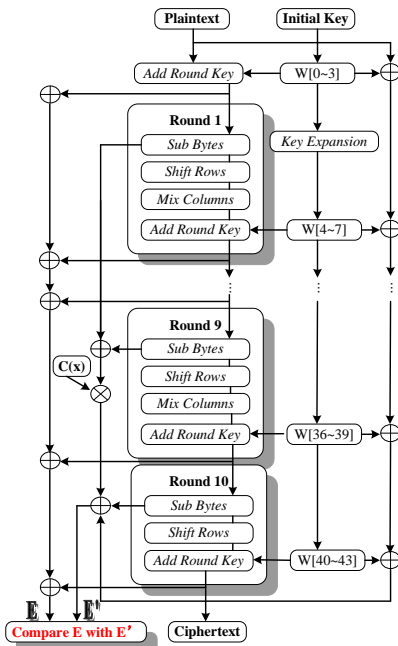 Plaintext Initial Key
Add Round Key W[0~3]
Round 1
Sub Bytes
Key Expansion
Shift Rows
Mix Columns
Add Round Key W[4~7]
Round 9
Sub Bytes
C(x)
Shift Rows
Mix Columns
Add Round Key W[36~39]
Round 10
Sub Bytes
Shift Rows
Add Round Key W[40~43]
E E'
Compare E with E' Ciphertext